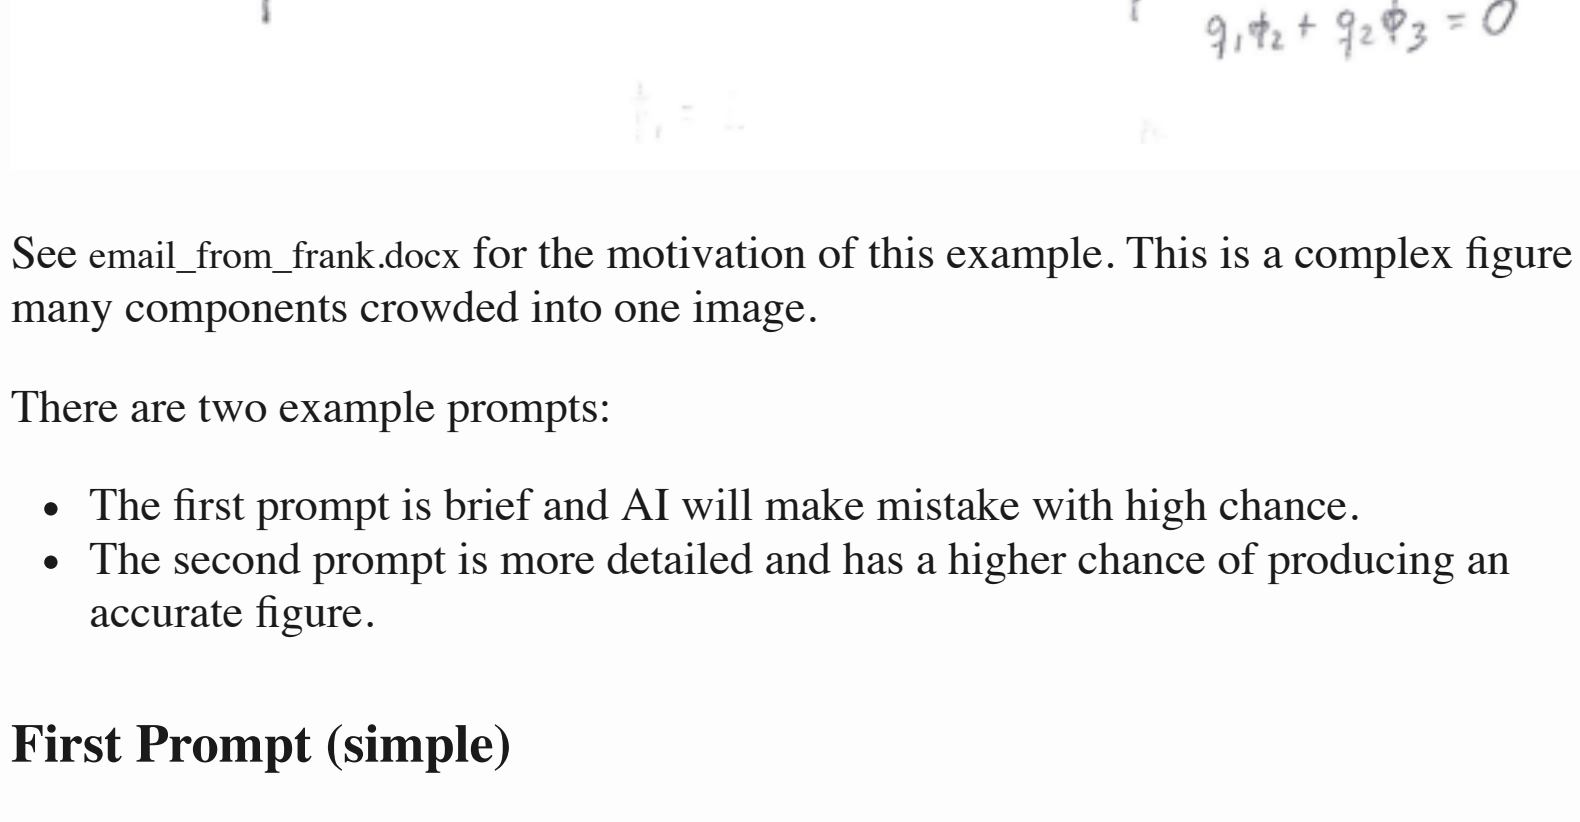 q₁φ₂ + q₂φ₃ = 0
See email_from_frank.docx for the motivation of this example. This is a complex figure
many components crowded into one image.
There are two example prompts:
• The first prompt is brief and AI will make mistake with high chance.
• The second prompt is more detailed and has a higher chance of producing an
accurate figure.
First Prompt (simple)